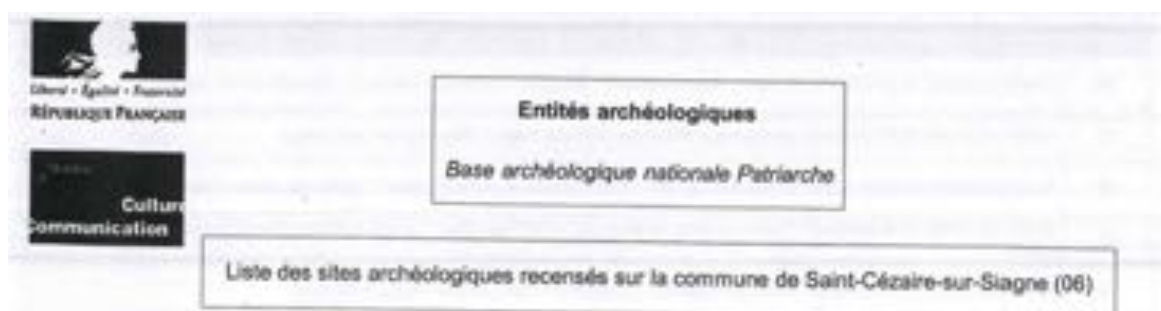 Liberté • Égalité • Fraternité
RÉPUBLIQUE FRANÇAISE
Entités archéologiques
Base archéologique nationale Patriarche
Culture
Communication
Liste des sites archéologiques recensés sur la commune de Saint-Cézaire-sur-Siagne (06)